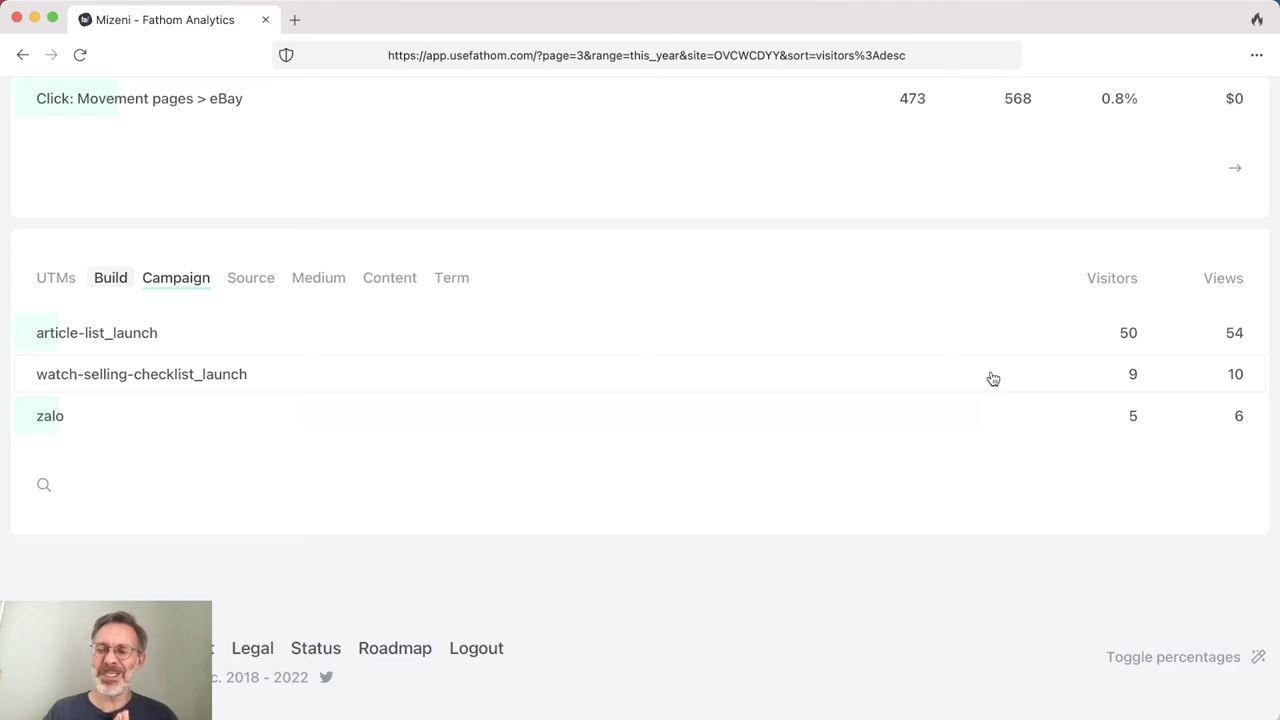 Mizeni - Fathom Analytics
https://app.usefathom.com/?page=3&range=this_year&site=OVCWCDYY&sort=visitors%3Adesc
Click: Movement pages > eBay 473 568 0.8% $0
UTMs Build Campaign Source Medium Content Term Visitors Views
article-list_launch 50 54
watch-selling-checklist_launch 9 10
zalo 5 6
Legal Status Roadmap Logout
2018 - 2022
Toggle percentages